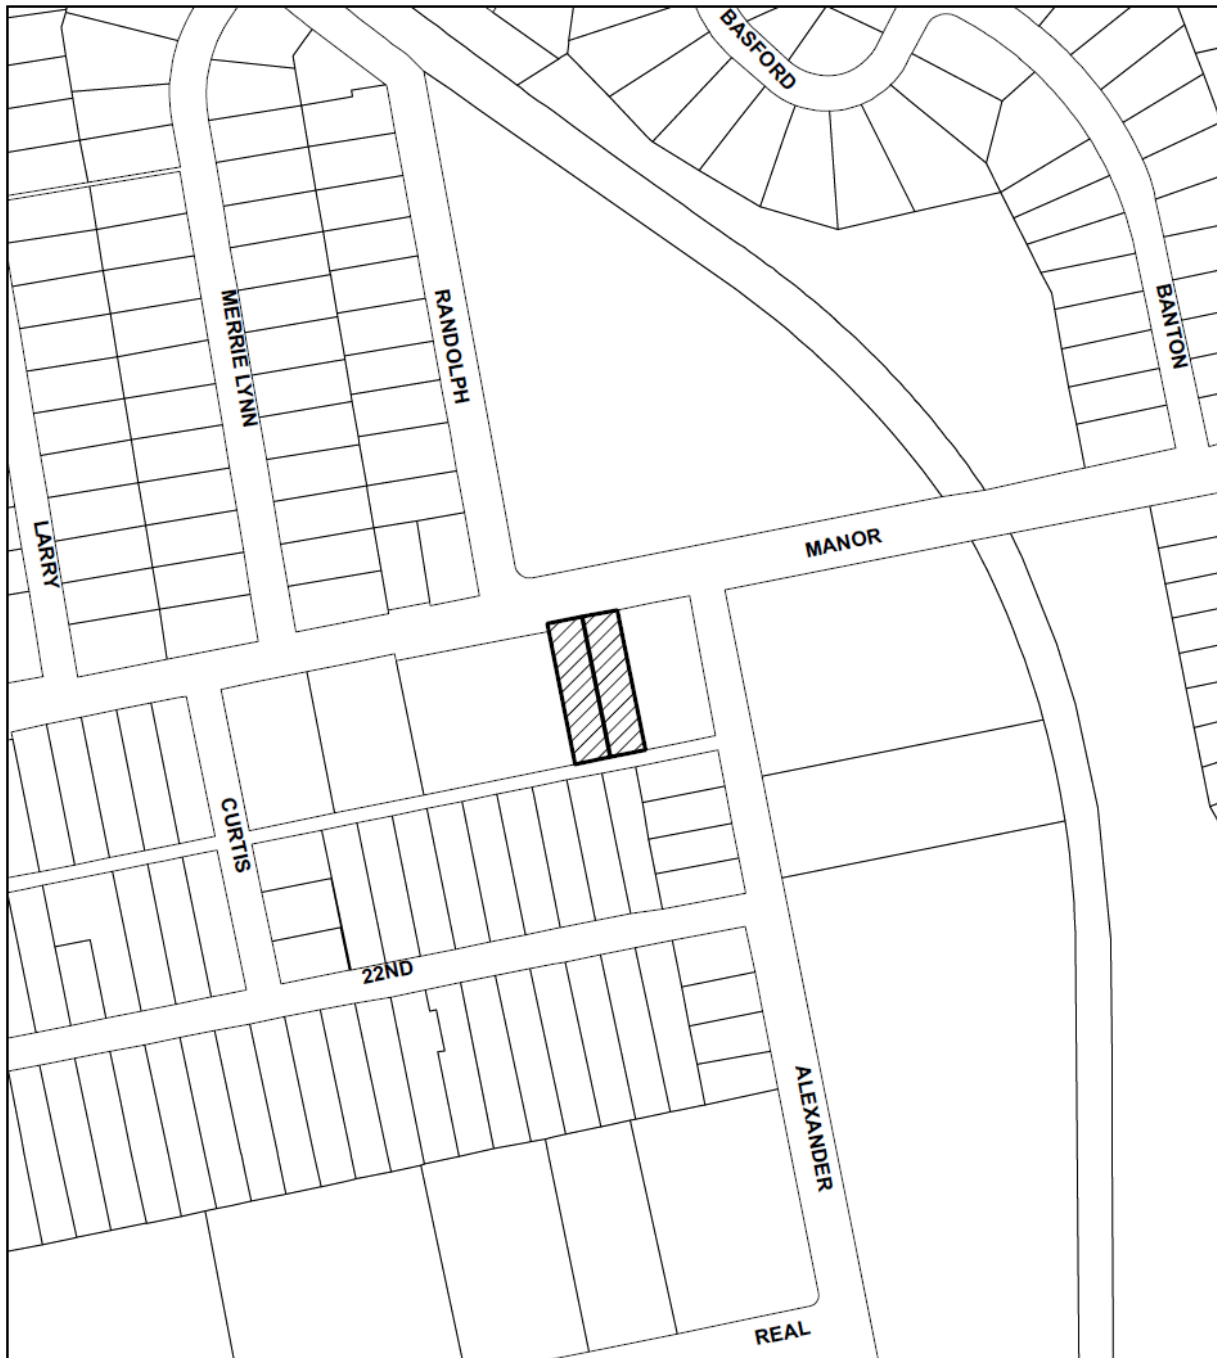 BASFORD
MERRIE LYNN
RANDOLPH
BANTON
LARRY
MANOR
CURTIS
22ND
ALEXANDER
REAL